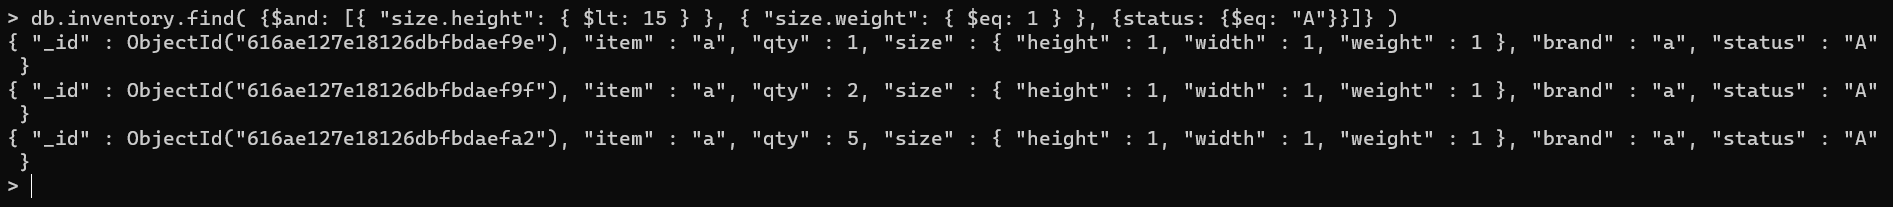 > db.inventory.find( {$and: [{ "size.height": { $lt: 15 } }, { "size.weight": { $eq: 1 } }, {status: {$eq: "A"}}]} )
{ "_id" : ObjectId("616ae127e18126dbfbdaef9e"), "item" : "a", "qty" : 1, "size" : { "height" : 1, "width" : 1, "weight" : 1 }, "brand" : "a", "status" : "A"
}
{ "_id" : ObjectId("616ae127e18126dbfbdaef9f"), "item" : "a", "qty" : 2, "size" : { "height" : 1, "width" : 1, "weight" : 1 }, "brand" : "a", "status" : "A"
}
{ "_id" : ObjectId("616ae127e18126dbfbdaefa2"), "item" : "a", "qty" : 5, "size" : { "height" : 1, "width" : 1, "weight" : 1 }, "brand" : "a", "status" : "A"
}
>